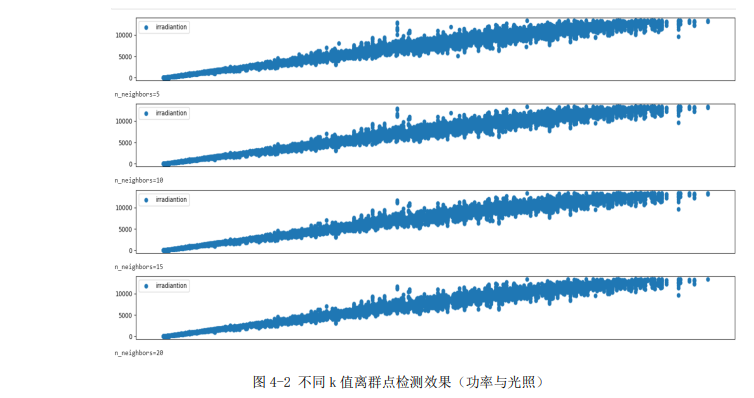 irradiantion
10000
5000
0
n_neighbors=5
irradiantion
10000
5000
0
n_neighbors=10
irradiantion
10000
5000
0
n_neighbors=15
irradiantion
10000
5000
0
n_neighbors=20
图 4-2 不同 k 值离群点检测效果（功率与光照）